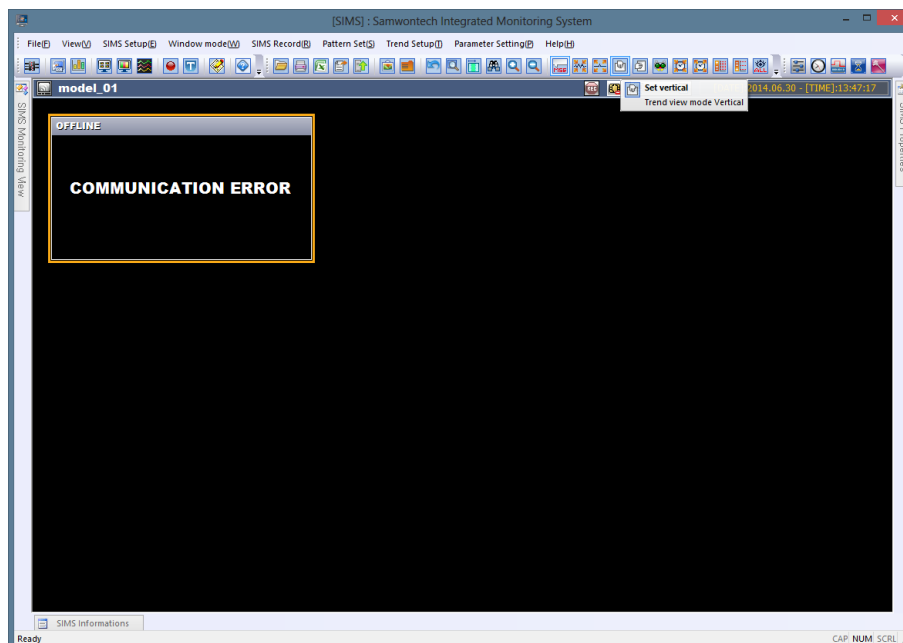 [SIMS] : Samwontech Integrated Monitoring System
File(F) View(V) SIMS Setup(E) Window mode(W) SIMS Record(R) Pattern Set(S) Trend Setup(T) Parameter Setting(P) Help(H)
model_01
2014.06.30 - [TIME]:13:47:17
Set vertical
Trend view mode Vertical
SIMS Monitoring View
OFFLINE
COMMUNICATION ERROR
SIMS Informations
Ready
CAP NUM SCRL